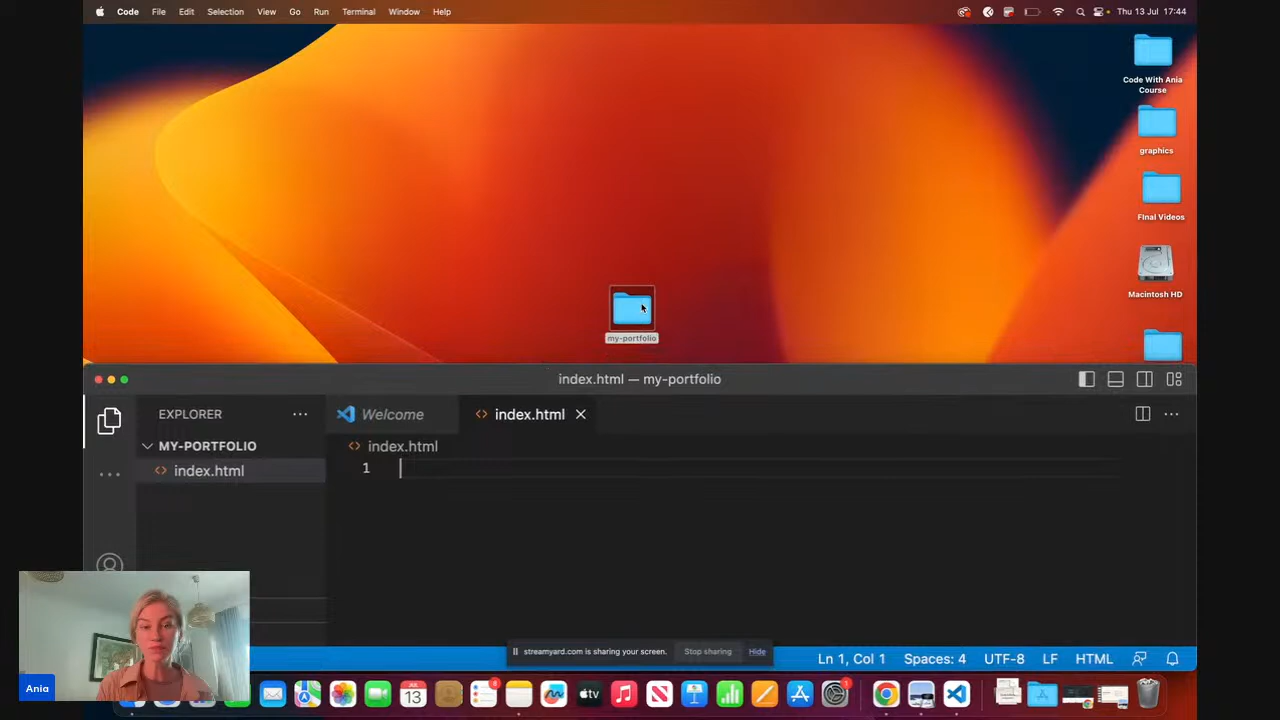 Code File Edit Selection View Go Run Terminal Window Help
Thu 13 Jul 17:44
Code With Ania
Course
graphics
FInal Videos
Macintosh HD
my-portfolio
index.html — my-portfolio
EXPLORER
Welcome
index.html
MY-PORTFOLIO
index.html
index.html
1
streamyard.com is sharing your screen.
Stop sharing
Hide
Ln 1, Col 1
Spaces: 4
UTF-8
LF
HTML
Ania
13
tv